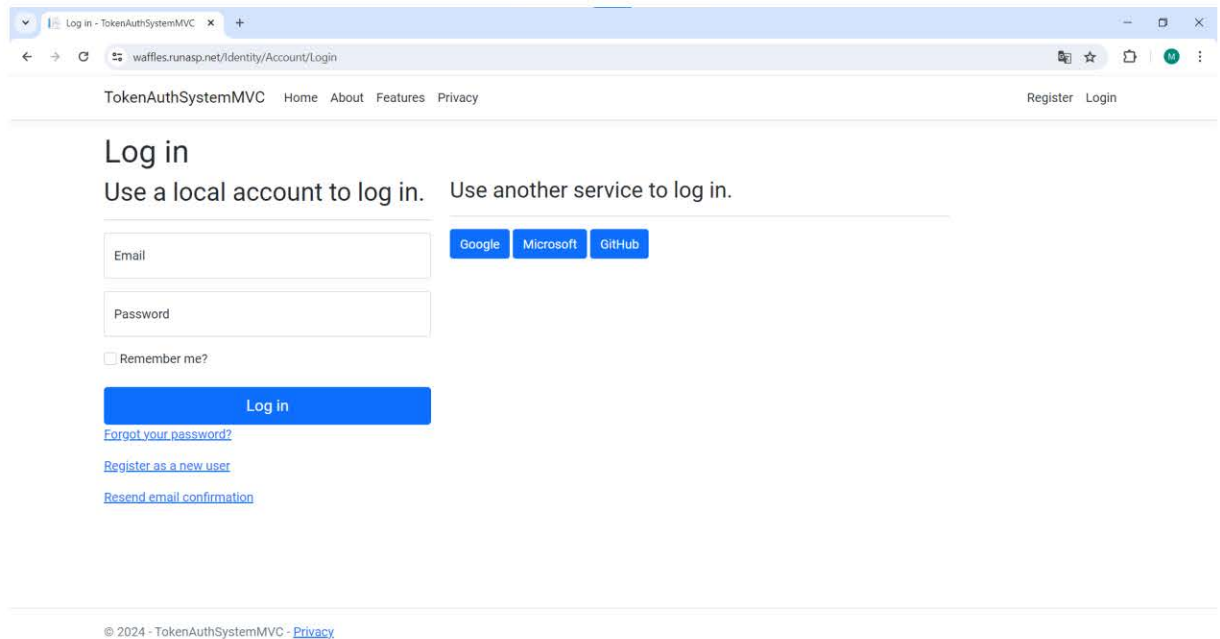 Log in - TokenAuthSystemMVC
waffles.runasp.net/Identity/Account/Login
M
TokenAuthSystemMVC Home About Features Privacy Register Login
Log in
Use a local account to log in.
Email
Password
Remember me?
Log in
Forgot your password?
Register as a new user
Resend email confirmation
Use another service to log in.
Google Microsoft GitHub
© 2024 - TokenAuthSystemMVC - Privacy